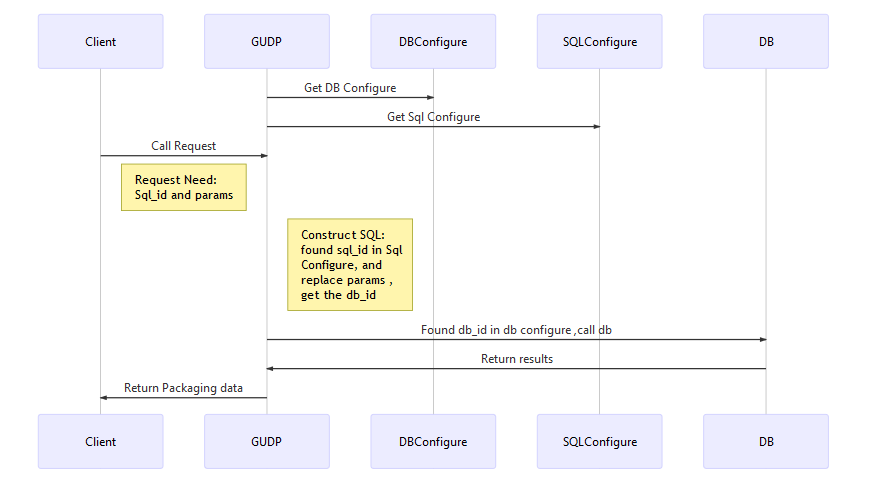 Client
GUDP
DBConfigure
SQLConfigure
DB
Get DB Configure
Get Sql Configure
Call Request
Request Need:
Sql_id and params
Construct SQL:
found sql_id in Sql
Configure, and
replace params ,
get the db_id
Found db_id in db configure ,call db
Return results
Return Packaging data
Client
GUDP
DBConfigure
SQLConfigure
DB